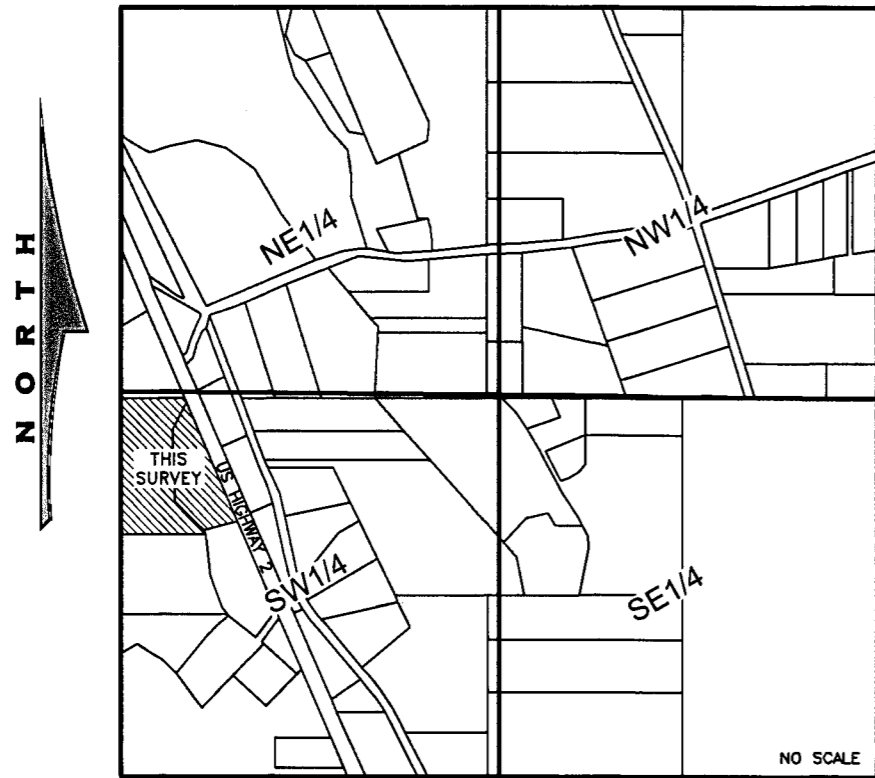 NORTH
NE1/4
NW1/4
THIS
SURVEY
US HIGHWAY 2
SW1/4
SE1/4
NO SCALE